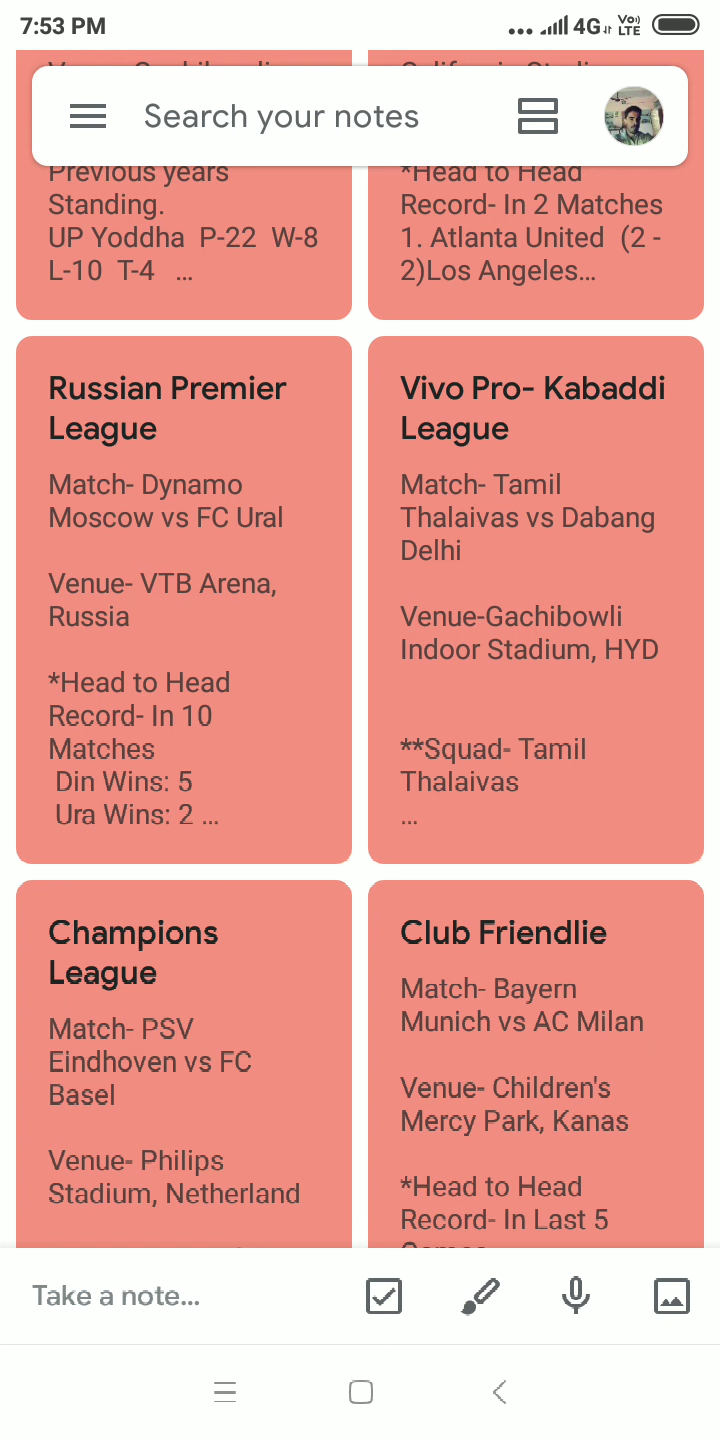 7:53 PM
4G
Vo)
LTE
Search your notes
Previous years
Standing.
UP Yoddha P-22 W-8
L-10 T-4 ...
*Head to Head
Record- In 2 Matches
1. Atlanta United (2 -
2)Los Angeles...
Russian Premier
League
Match- Dynamo
Moscow vs FC Ural
Venue- VTB Arena,
Russia
*Head to Head
Record- In 10
Matches
Din Wins: 5
Ura Wins: 2 ...
Vivo Pro- Kabaddi
League
Match- Tamil
Thalaivas vs Dabang
Delhi
Venue-Gachibowli
Indoor Stadium, HYD
**Squad- Tamil
Thalaivas
...
Champions
League
Match- PSV
Eindhoven vs FC
Basel
Venue- Philips
Stadium, Netherland
Club Friendlie
Match- Bayern
Munich vs AC Milan
Venue- Children's
Mercy Park, Kanas
*Head to Head
Record- In Last 5
Take a note...